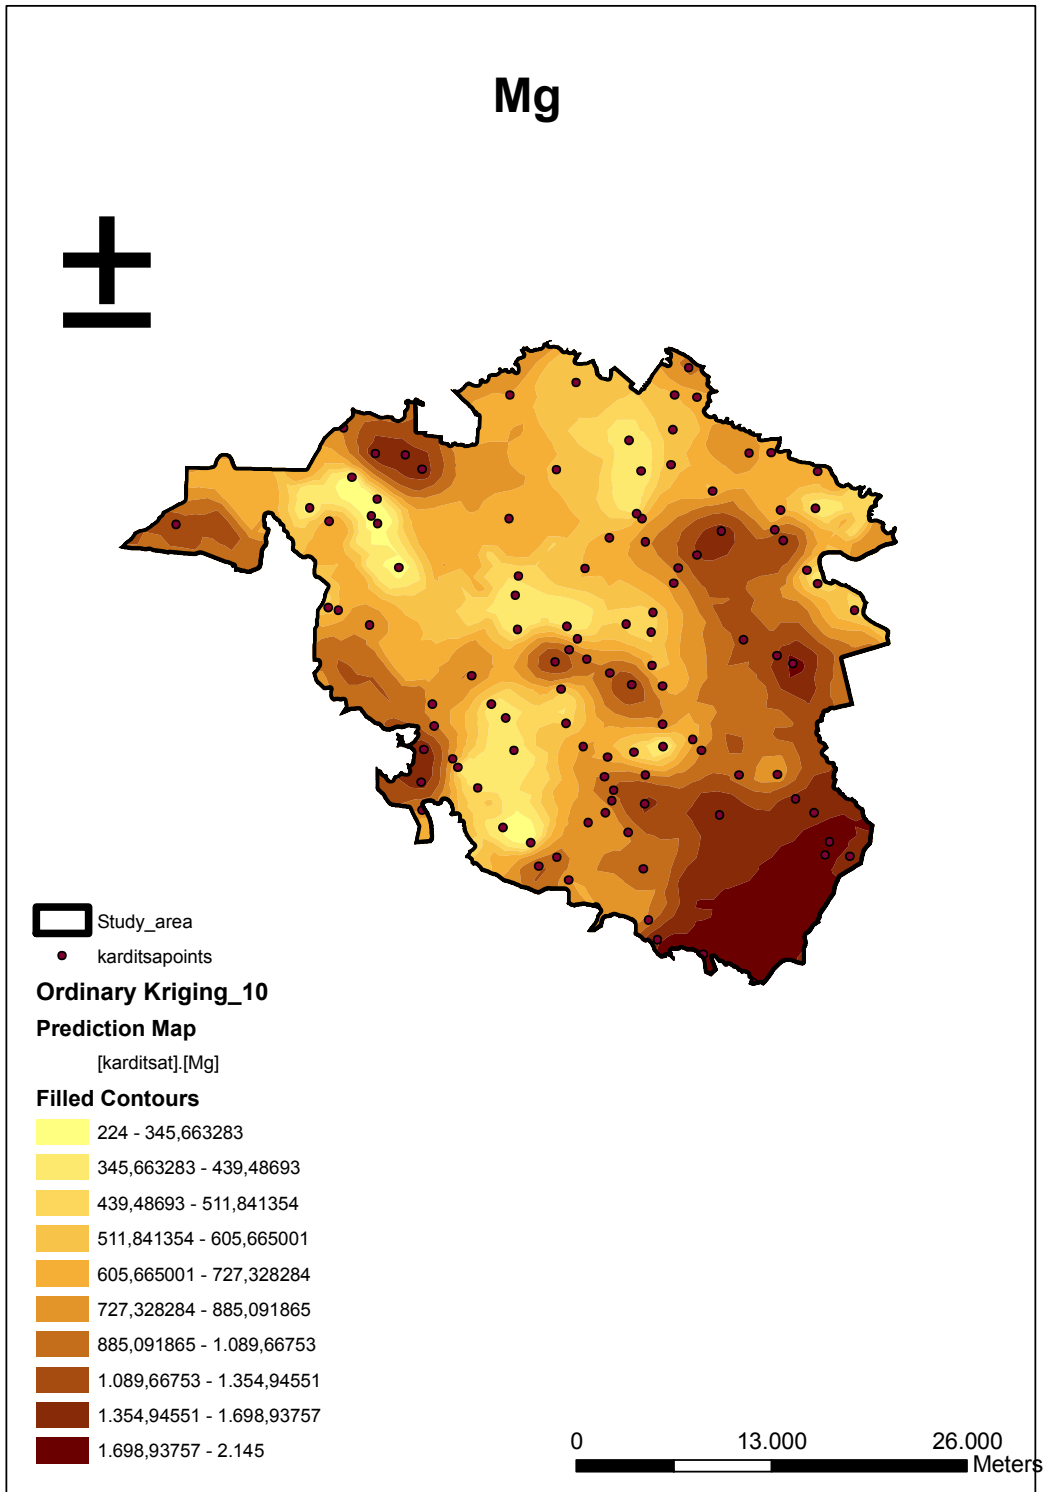 Mg
Study_area
karditsapoints
Ordinary Kriging_10
Prediction Map
[karditsat].[Mg]
Filled Contours
224 - 345,663283
345,663283 - 439,48693
439,48693 - 511,841354
511,841354 - 605,665001
605,665001 - 727,328284
727,328284 - 885,091865
885,091865 - 1.089,66753
1.089,66753 - 1.354,94551
1.354,94551 - 1.698,93757
1.698,93757 - 2.145
0 13.000 26.000
Meters